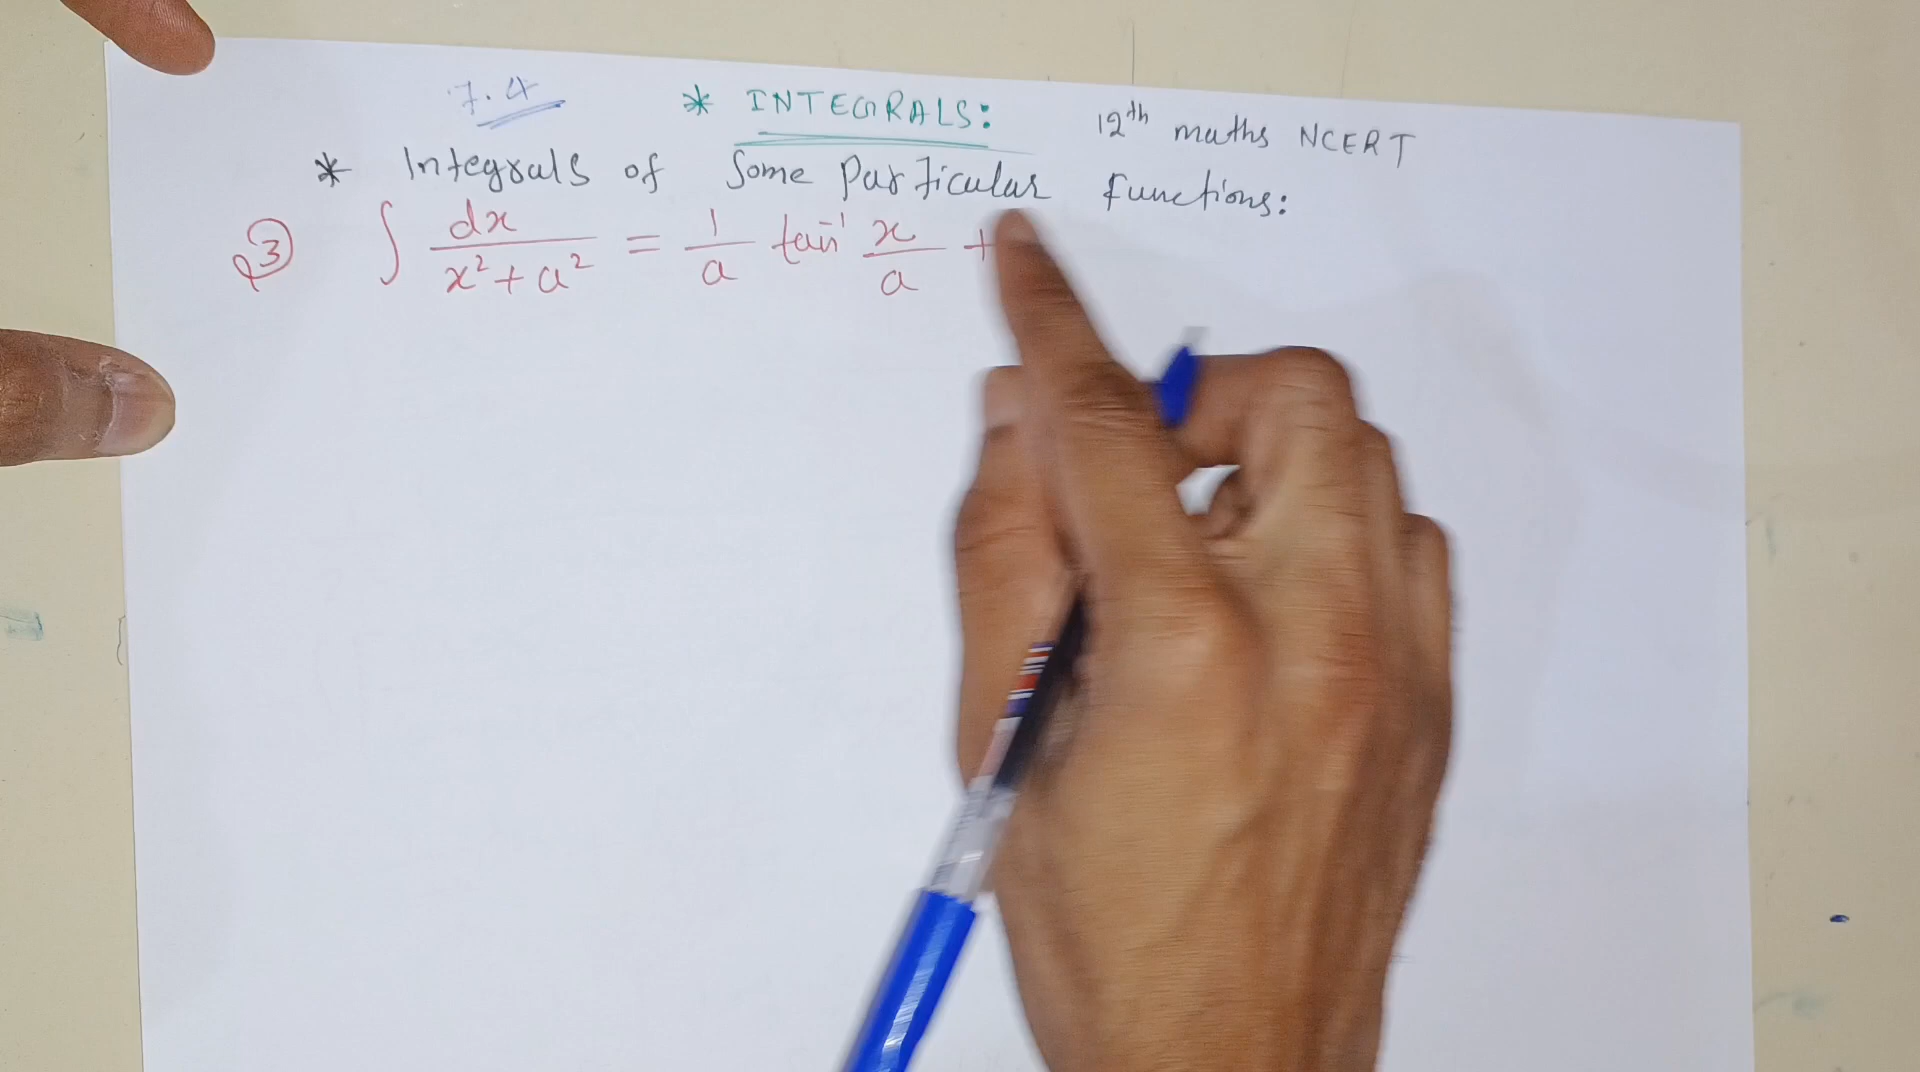 7.4 * INTEGRALS: 12th maths NCERT
* Integrals of Some Particular Functions:
③ ∫ dx / x² + a² = 1/a tan⁻¹ x/a +